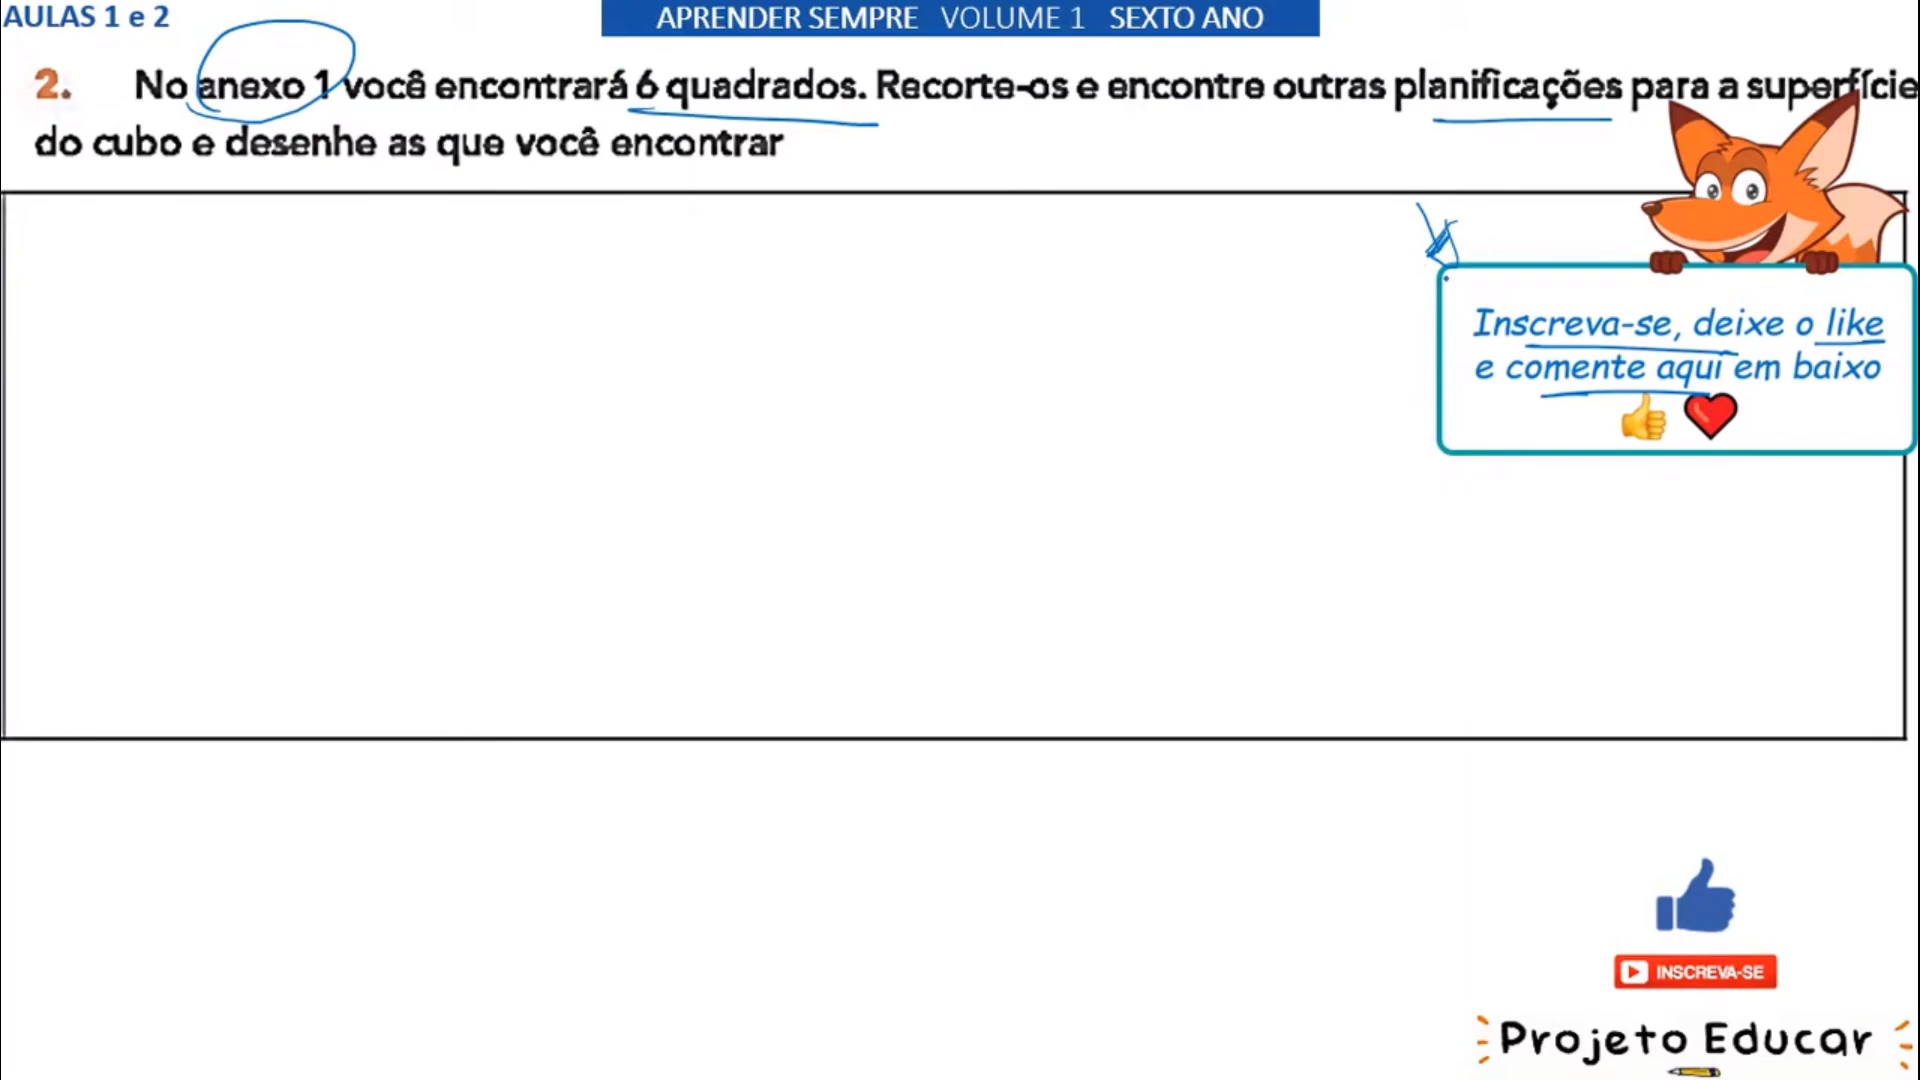 AULAS 1 e 2
APRENDER SEMPRE VOLUME 1 SEXTO ANO
2. No anexo 1 você encontrará 6 quadrados. Recorte-os e encontre outras planificações para a superfície
do cubo e desenhe as que você encontrar
Inscreva-se, deixe o like
e comente aqui em baixo
INSCREVA-SE
Projeto Educar